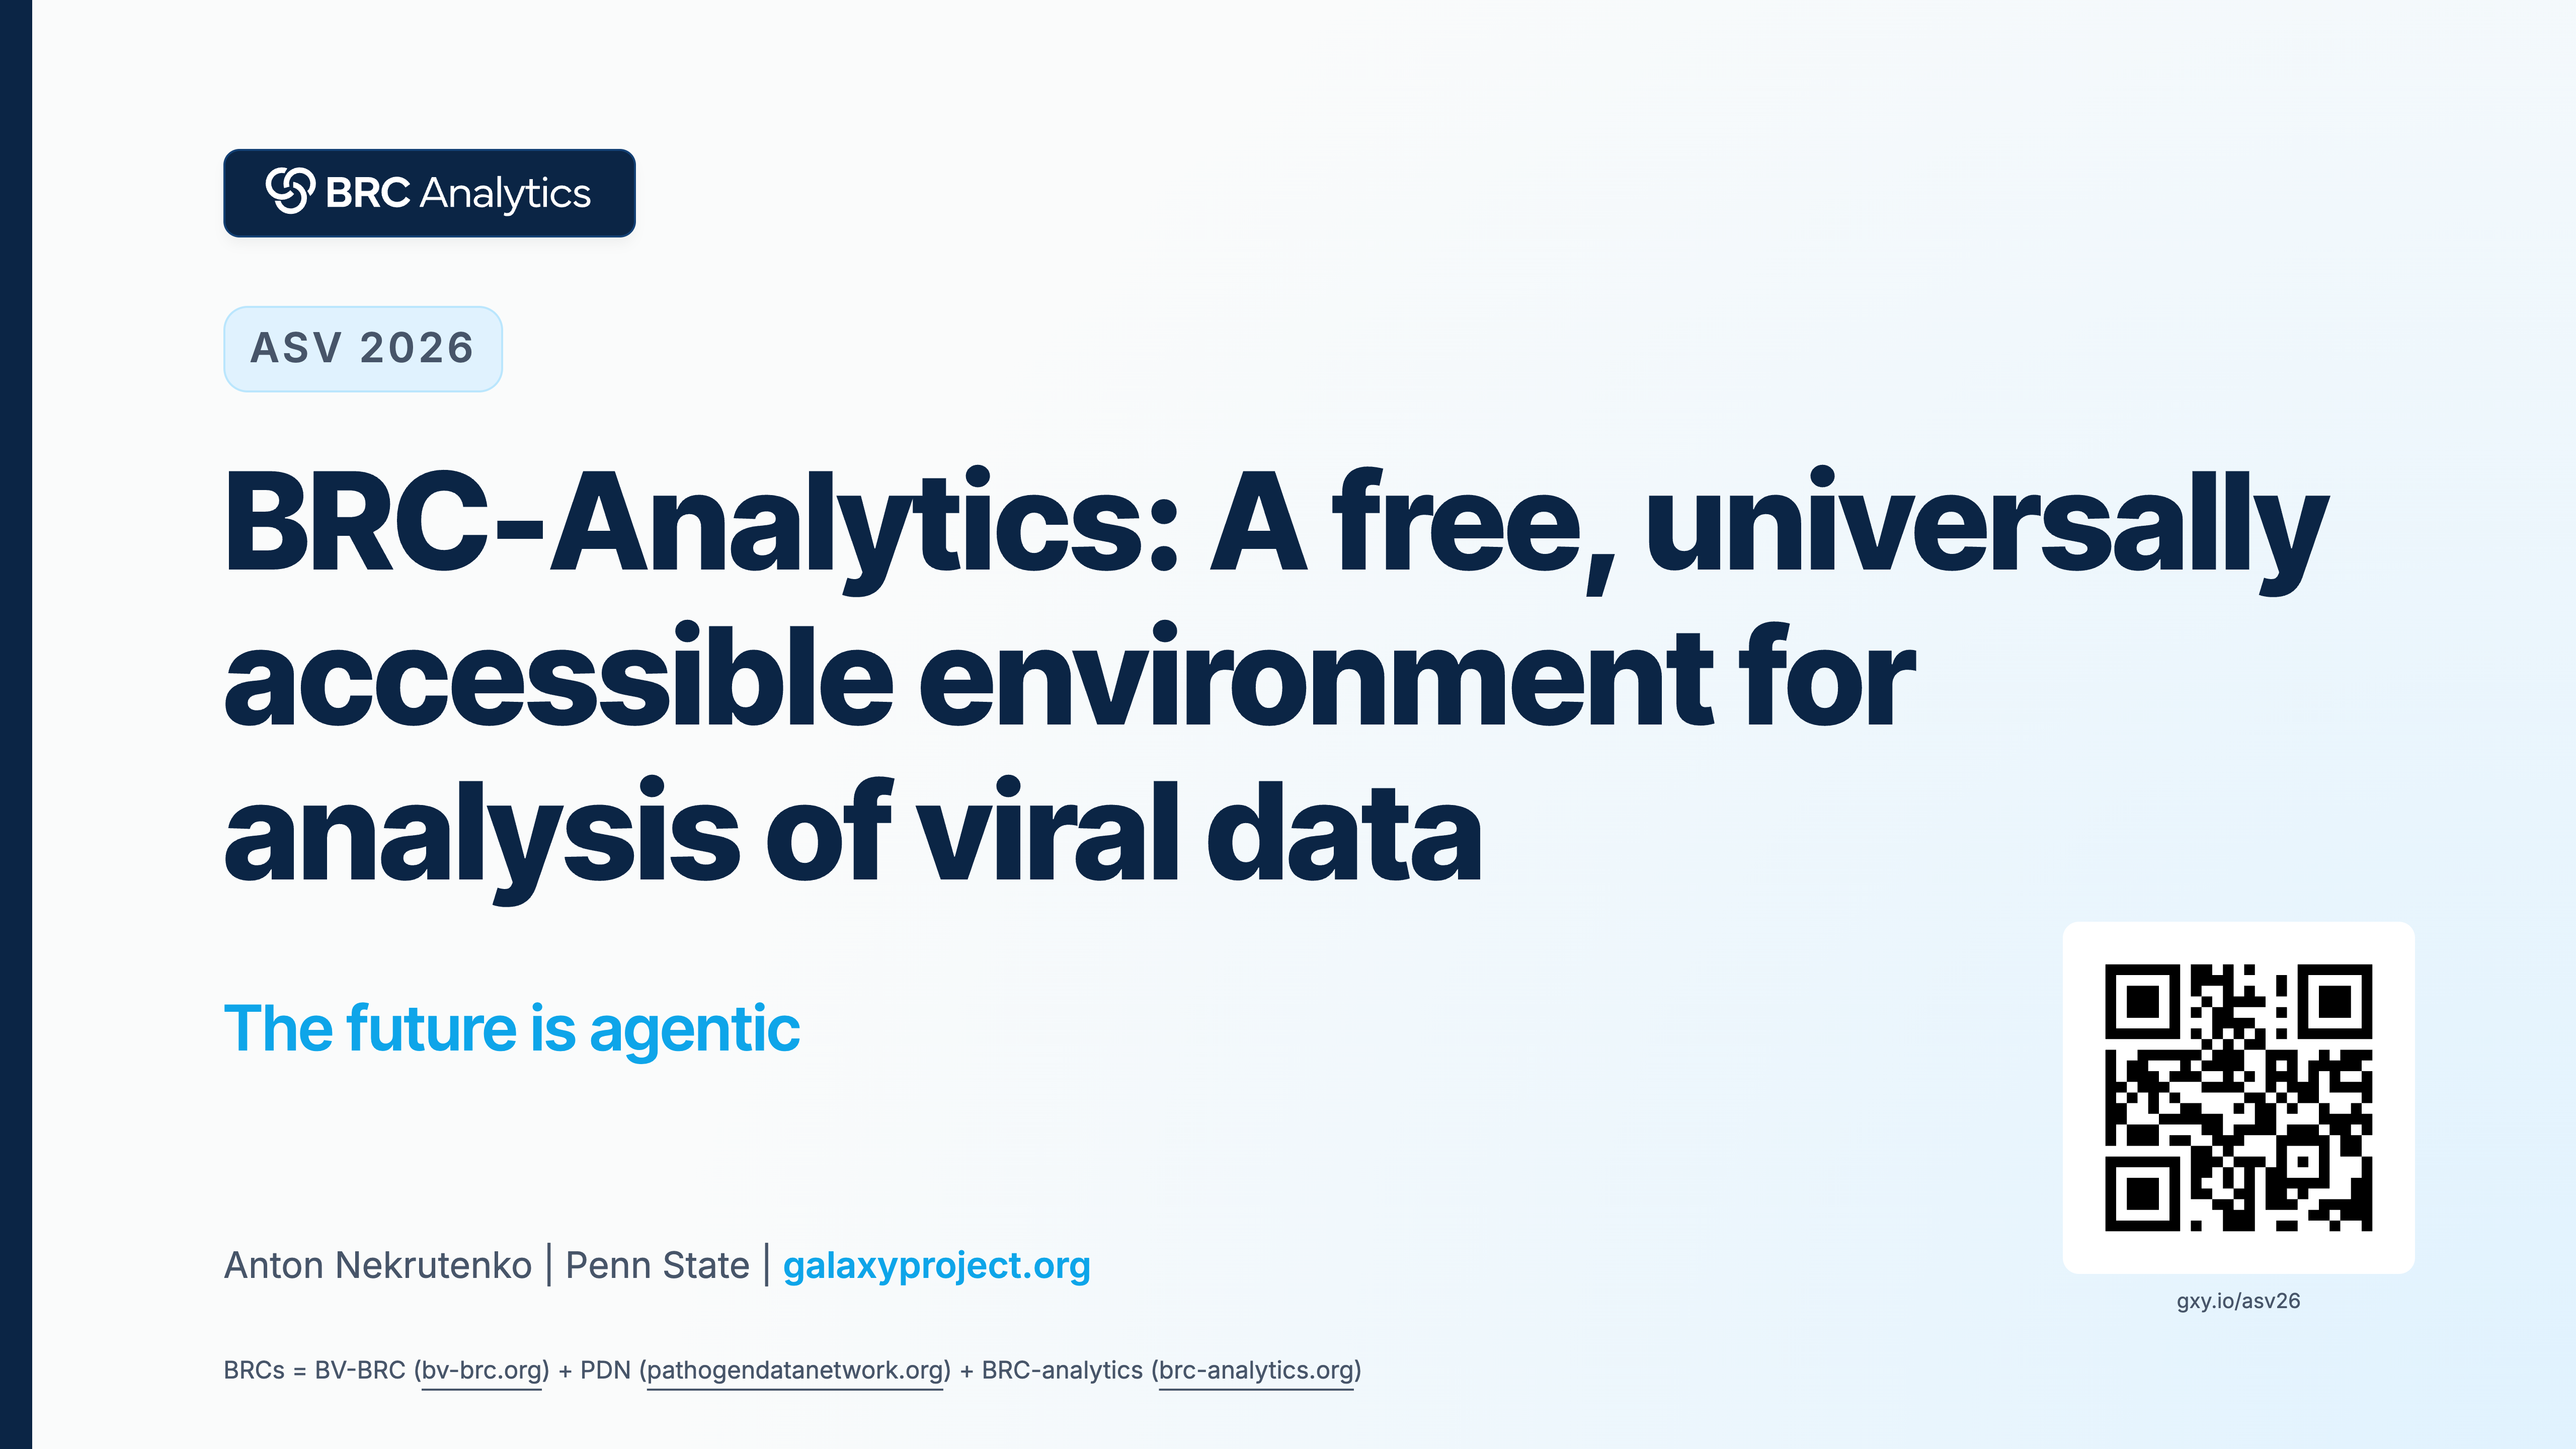 BRC Analytics
ASV 2026
BRC-Analytics: A free, universally
accessible environment for
analysis of viral data
The future is agentic
Anton Nekrutenko | Penn State | galaxyproject.org
gxy.io/asv26
BRCs = BV-BRC (bv-brc.org) + PDN (pathogendatanetwork.org) + BRC-analytics (brc-analytics.org)